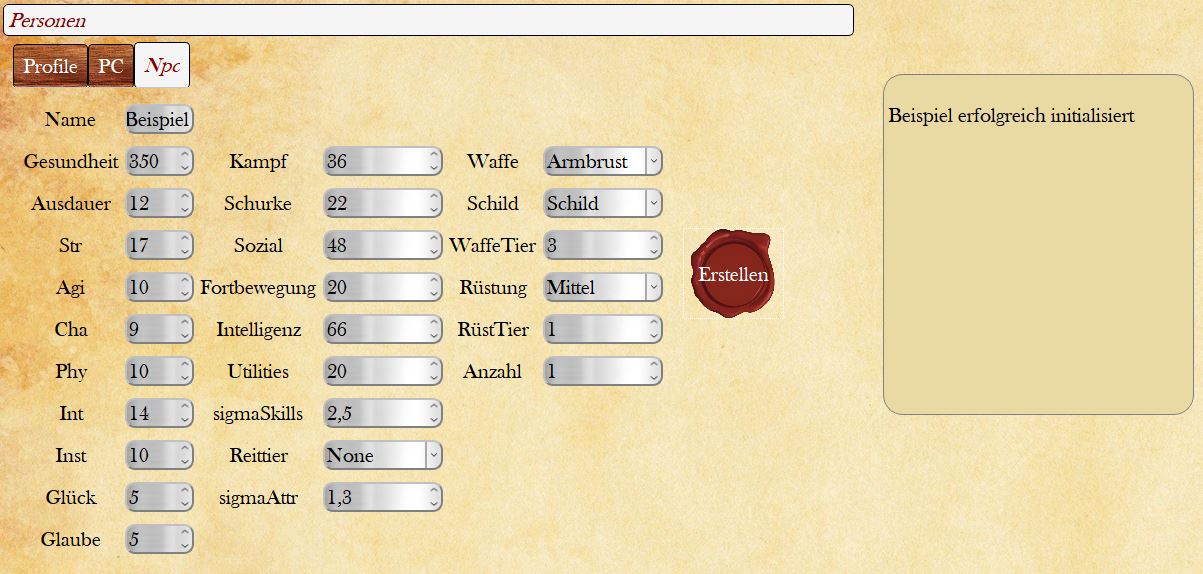 Personen
Profile PC Npc
Name Beispiel
Beispiel erfolgreich initialisiert
Gesundheit 350 Kampf 36 Waffe Armbrust
Ausdauer 12 Schurke 22 Schild Schild
Str 17 Sozial 48 WaffeTier 3
Erstellen
Agi 10 Fortbewegung 20 Rüstung Mittel
Cha 9 Intelligenz 66 RüstTier 1
Phy 10 Utilities 20 Anzahl 1
Int 14 sigmaSkills 2,5
Inst 10 Reittier None
Glück 5 sigmaAttr 1,3
Glaube 5